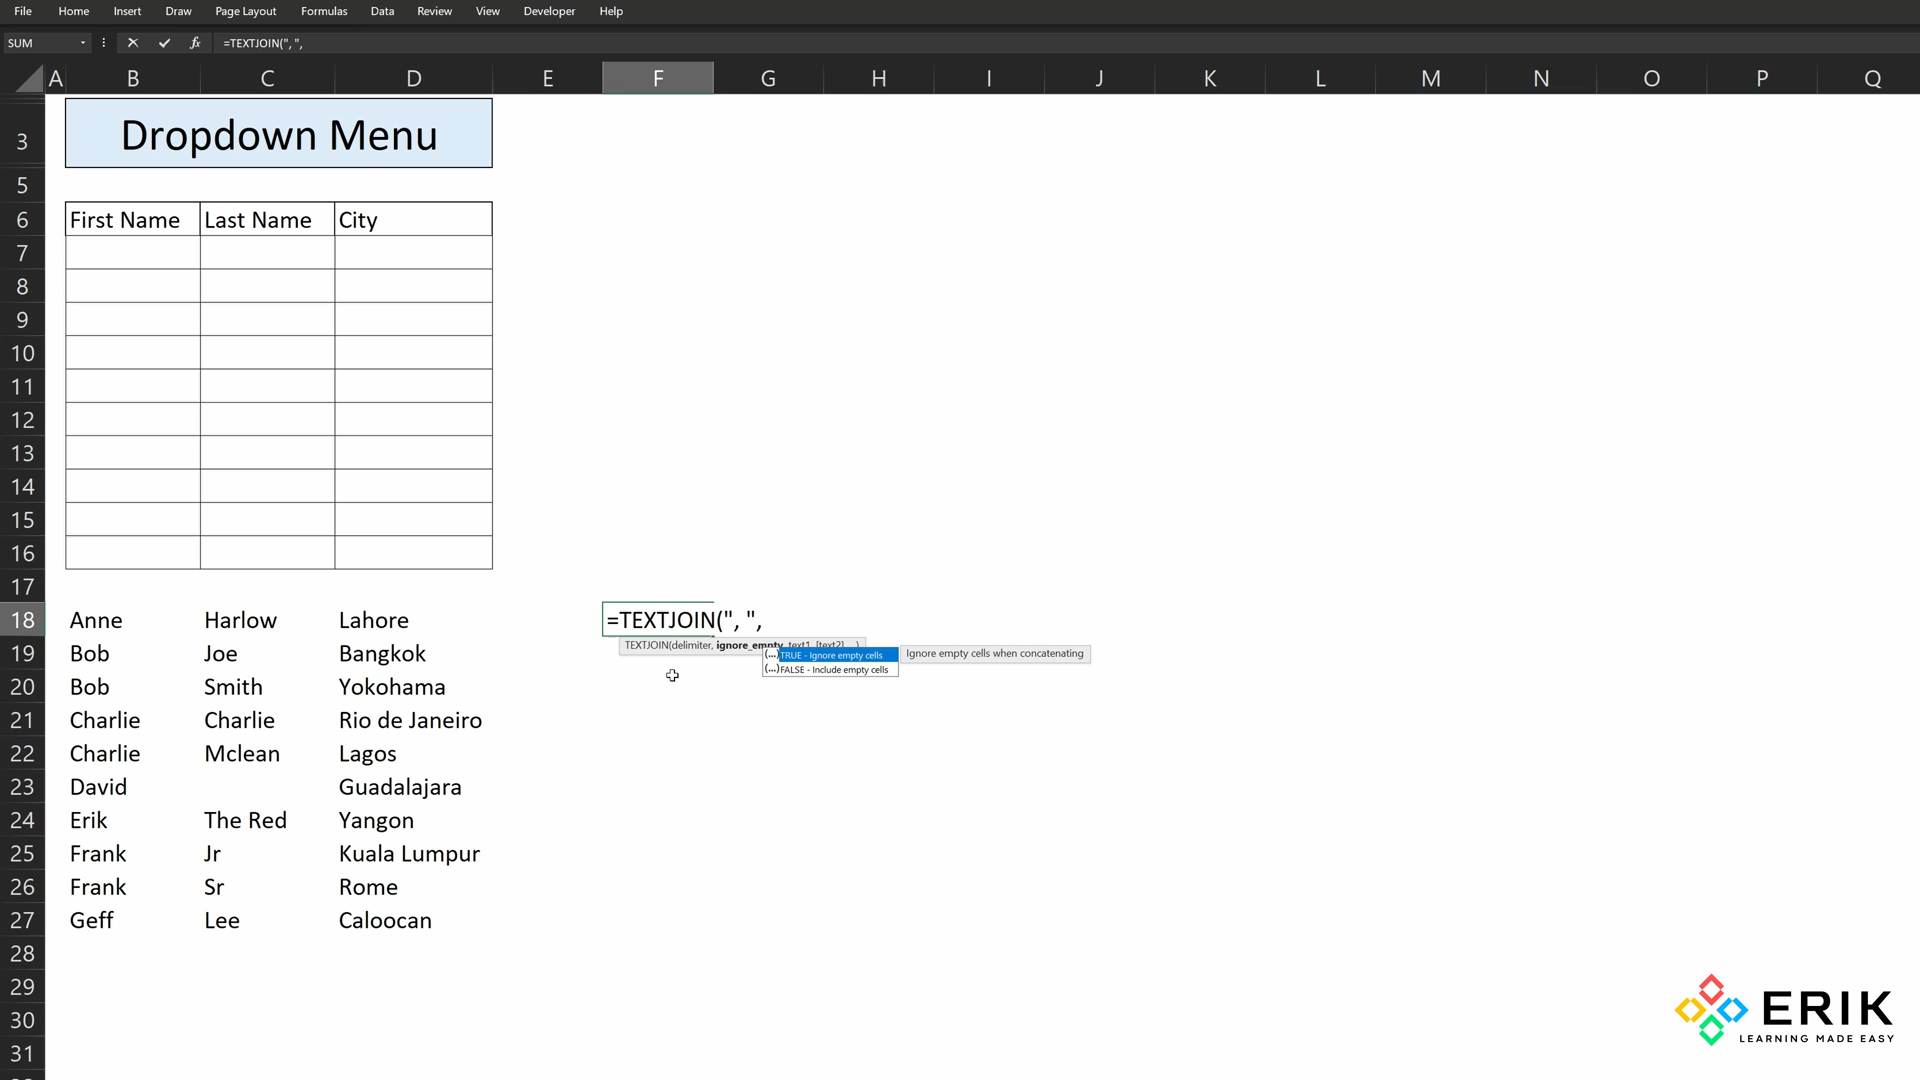 File Home Insert Draw Page Layout Formulas Data Review View Developer Help
SUM fx =TEXTJOIN(", ",
A B C D E F G H I J K L M N O P Q
3 Dropdown Menu
5
6 First Name Last Name City
7
8
9
10
11
12
13
14
15
16
17
18 Anne Harlow Lahore =TEXTJOIN(", ",
TEXTJOIN(delimiter, ignore_empty, text1, [text2], ...)
19 Bob Joe Bangkok
(...) TRUE - Ignore empty cells Ignore empty cells when concatenating
(...) FALSE - Include empty cells
20 Bob Smith Yokohama
21 Charlie Charlie Rio de Janeiro
22 Charlie Mclean Lagos
23 David Guadalajara
24 Erik The Red Yangon
25 Frank Jr Kuala Lumpur
26 Frank Sr Rome
27 Geff Lee Caloocan
28
29
30
31
ERIK
LEARNING MADE EASY